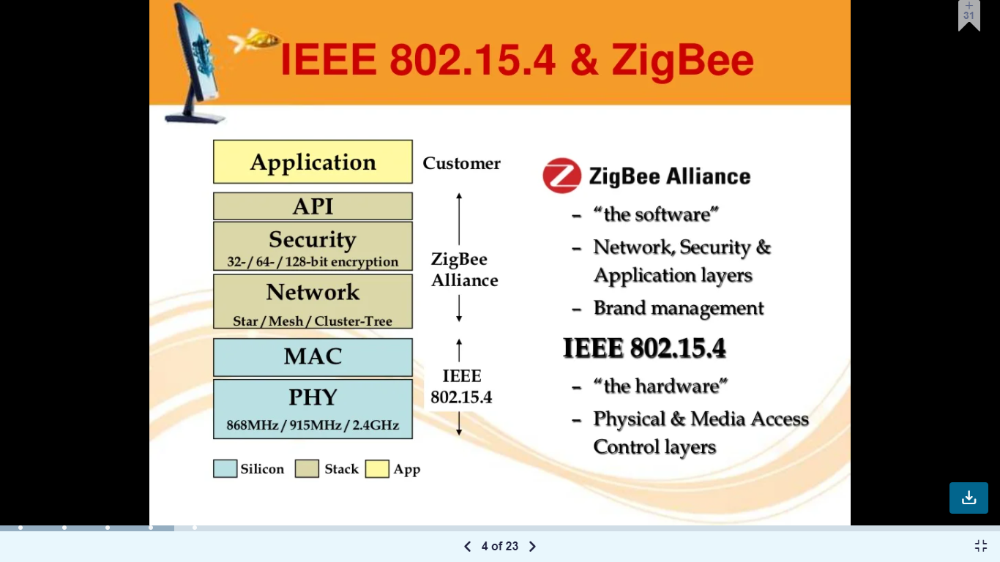 31
IEEE 802.15.4 & ZigBee
Application
Customer
API
Security
32- / 64- / 128-bit encryption
Network
Star / Mesh / Cluster-Tree
ZigBee
Alliance
MAC
PHY
868MHz / 915MHz / 2.4GHz
IEEE
802.15.4
Silicon
Stack
App
ZigBee Alliance
– “the software”
– Network, Security &
Application layers
– Brand management
IEEE 802.15.4
– “the hardware”
– Physical & Media Access
Control layers
4 of 23